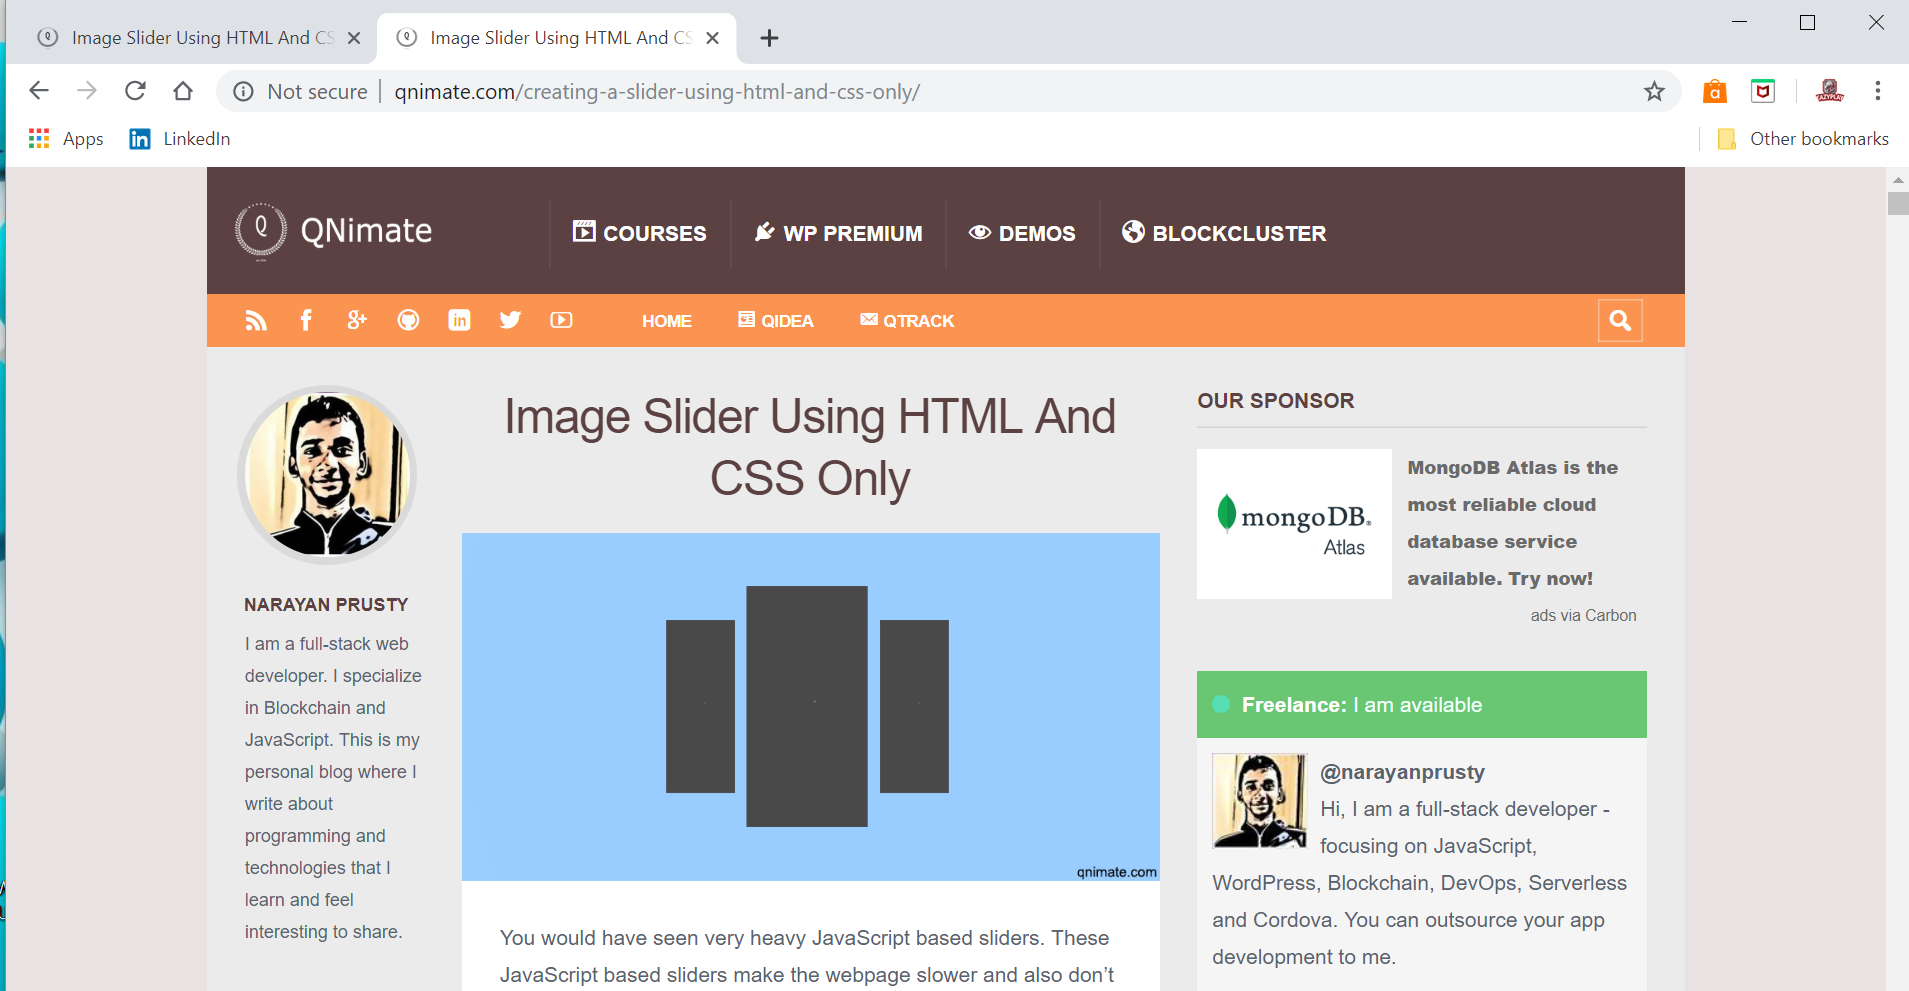 Image Slider Using HTML And CS
Image Slider Using HTML And CS
Not secure
qnimate.com/creating-a-slider-using-html-and-css-only/
Apps
LinkedIn
Other bookmarks
QNimate
COURSES
WP PREMIUM
DEMOS
BLOCKCLUSTER
HOME
QIDEA
QTRACK
Image Slider Using HTML And
CSS Only
qnimate.com
You would have seen very heavy JavaScript based sliders. These
JavaScript based sliders make the webpage slower and also don’t
NARAYAN PRUSTY
I am a full-stack web
developer. I specialize
in Blockchain and
JavaScript. This is my
personal blog where I
write about
programming and
technologies that I
learn and feel
interesting to share.
OUR SPONSOR
mongoDB®
Atlas
MongoDB Atlas is the
most reliable cloud
database service
available. Try now!
ads via Carbon
Freelance: I am available
@narayanprusty
Hi, I am a full-stack developer -
focusing on JavaScript,
WordPress, Blockchain, DevOps, Serverless
and Cordova. You can outsource your app
development to me.